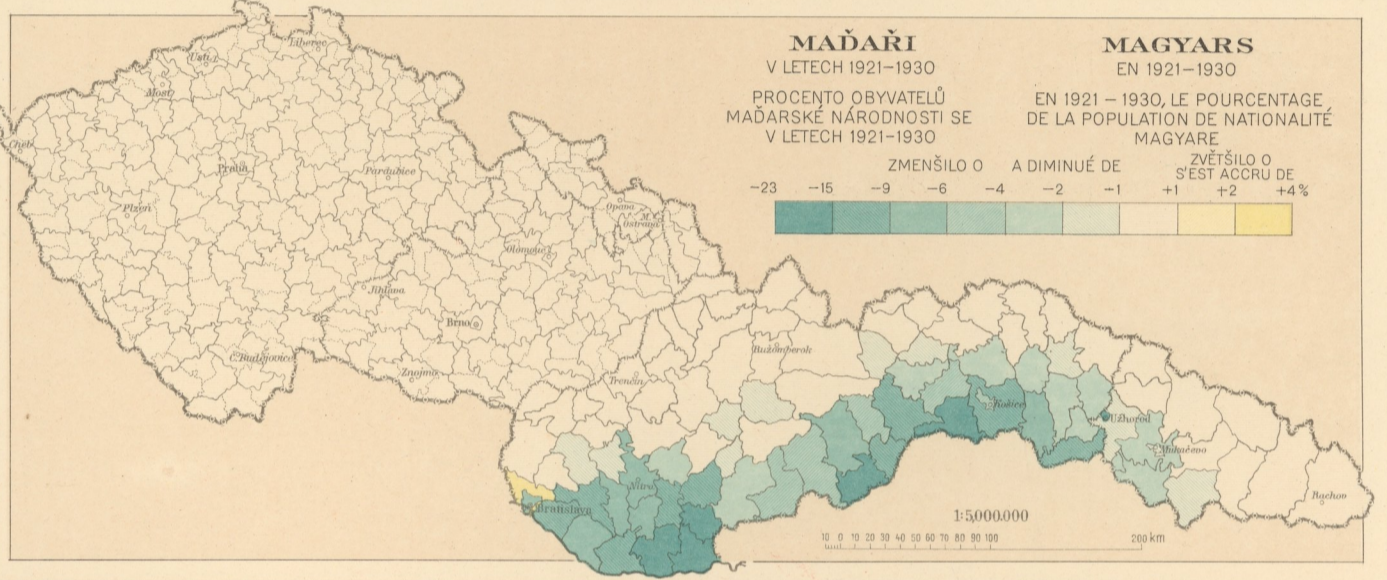 MAĎAŘI
V LETECH 1921–1930
PROCENTO OBYVATELŮ
MAĎARSKÉ NÁRODNOSTI SE
V LETECH 1921–1930
MAGYARS
EN 1921–1930
EN 1921 – 1930, LE POURCENTAGE
DE LA POPULATION DE NATIONALITÉ
MAGYARE
ZMENŠILO O A DIMINUÉ DE
ZVĚTŠILO O
S'EST ACCRU DE
−23 −15 −9 −6 −4 −2 −1 +1 +2 +4%
Liberec
Ústí
Most
Cheb
Praha
Pardubice
Plzeň
Opava
M.
Ostrava
Olomouc
Jihlava
Brno
Č. Budějovice
Znojmo
Ružomberok
Trenčín
Košice
Užhorod
Mukačevo
Nitra
Bratislava
Rachov
1:5,000.000
10 0 10 20 30 40 50 60 70 80 90 100 200 km